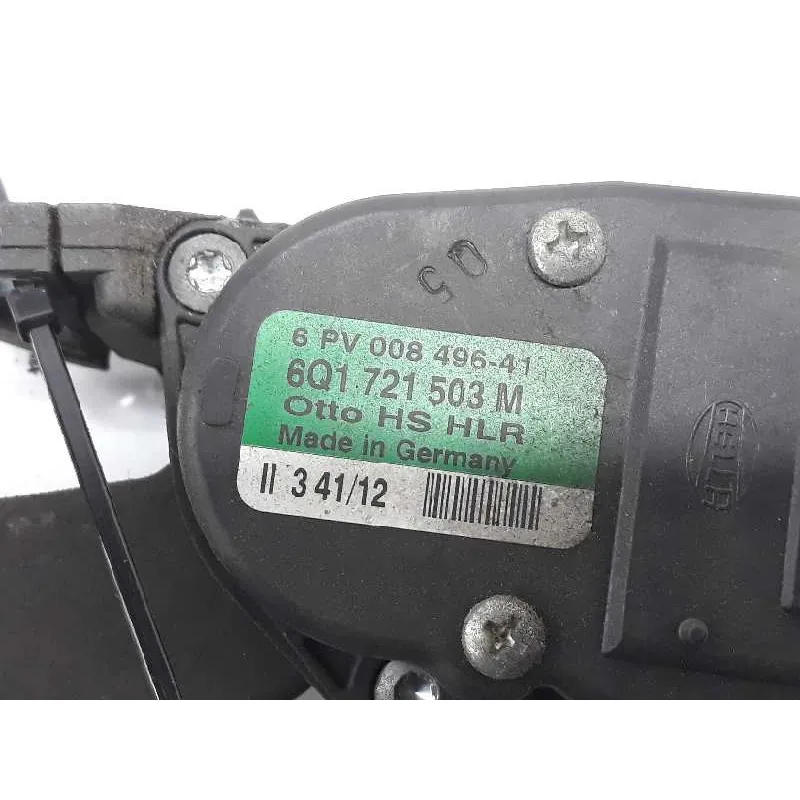 05
6 PV 008 496-41
6Q1 721 503 M
Otto HS HLR
Made in Germany
II 3 41/12
HELLA